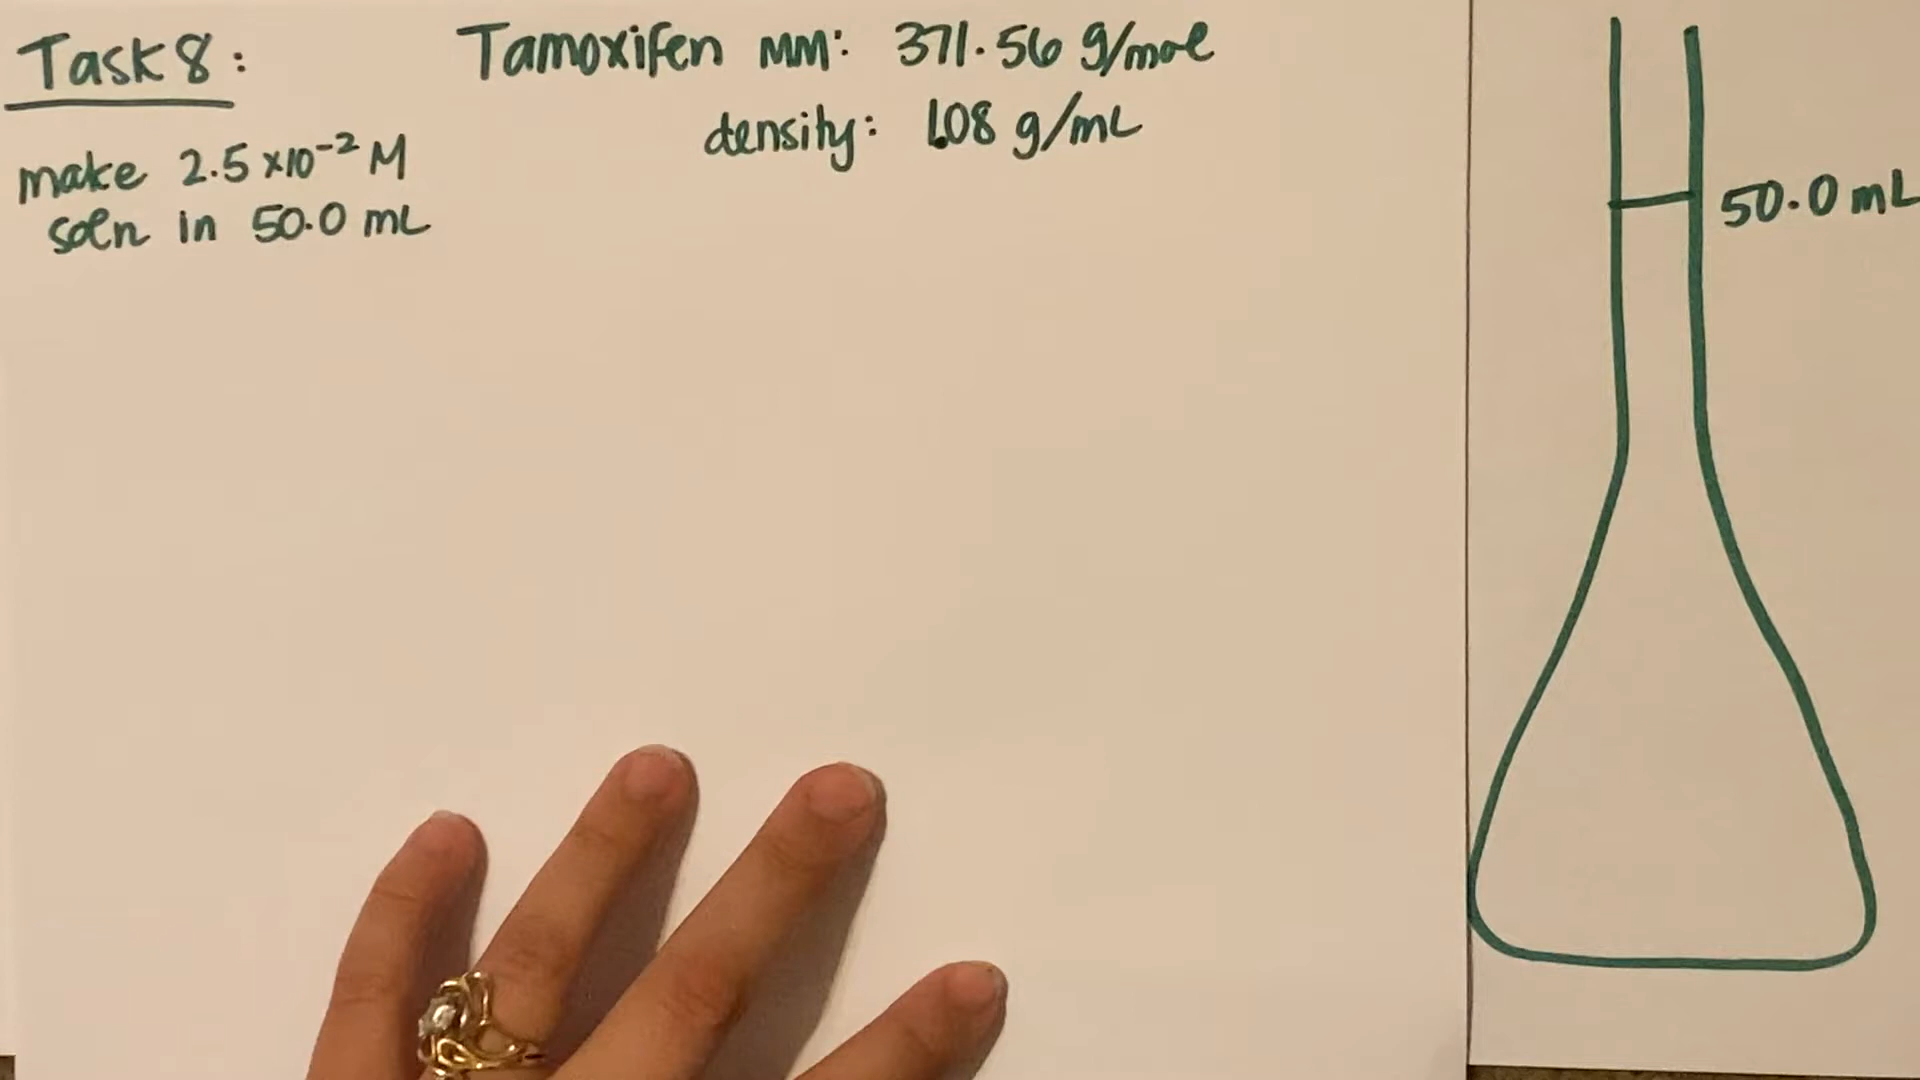 Task 8:
make 2.5 x10⁻² M
soln in 50.0 mL
Tamoxifen MM: 371.56 g/mol
density: 1.08 g/mL
50.0 mL